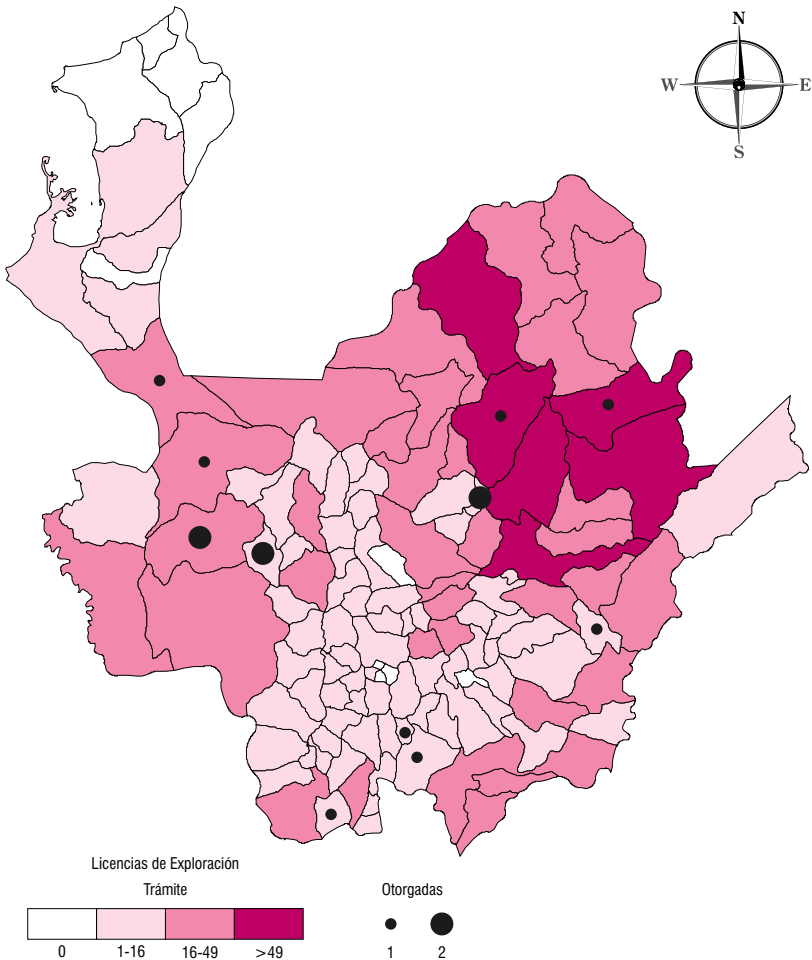 N
W E
S
Licencias de Exploración
Trámite Otorgadas
0 1-16 16-49 >49 1 2